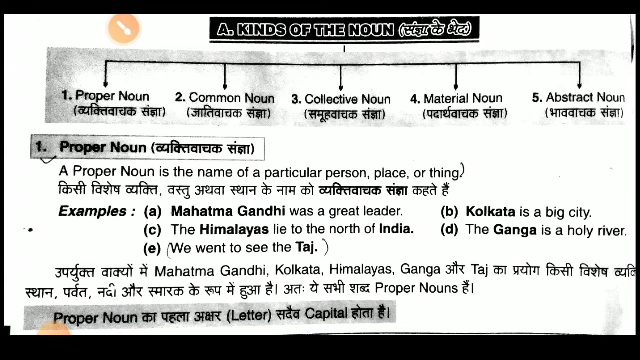 A. KINDS OF THE NOUN (संज्ञा के भेद)
1. Proper Noun 2. Common Noun 3. Collective Noun 4. Material Noun 5. Abstract Noun
(व्यक्तिवाचक संज्ञा) (जातिवाचक संज्ञा) (समूहवाचक संज्ञा) (पदार्थवाचक संज्ञा) (भाववाचक संज्ञा)
1. Proper Noun (व्यक्तिवाचक संज्ञा)
A Proper Noun is the name of a particular person, place, or thing.)
किसी विशेष व्यक्ति, वस्तु अथवा स्थान के नाम को व्यक्तिवाचक संज्ञा कहते हैं
Examples : (a) Mahatma Gandhi was a great leader. (b) Kolkata is a big city.
(c) The Himalayas lie to the north of India. (d) The Ganga is a holy river.
(e) (We went to see the Taj. )
उपर्युक्त वाक्यों में Mahatma Gandhi, Kolkata, Himalayas, Ganga और Taj का प्रयोग किसी विशेष
स्थान, पर्वत, नदी और स्मारक के रूप में हुआ है। अतः ये सभी शब्द Proper Nouns हैं।
Proper Noun का पहला अक्षर (Letter) सदैव Capital होता है।